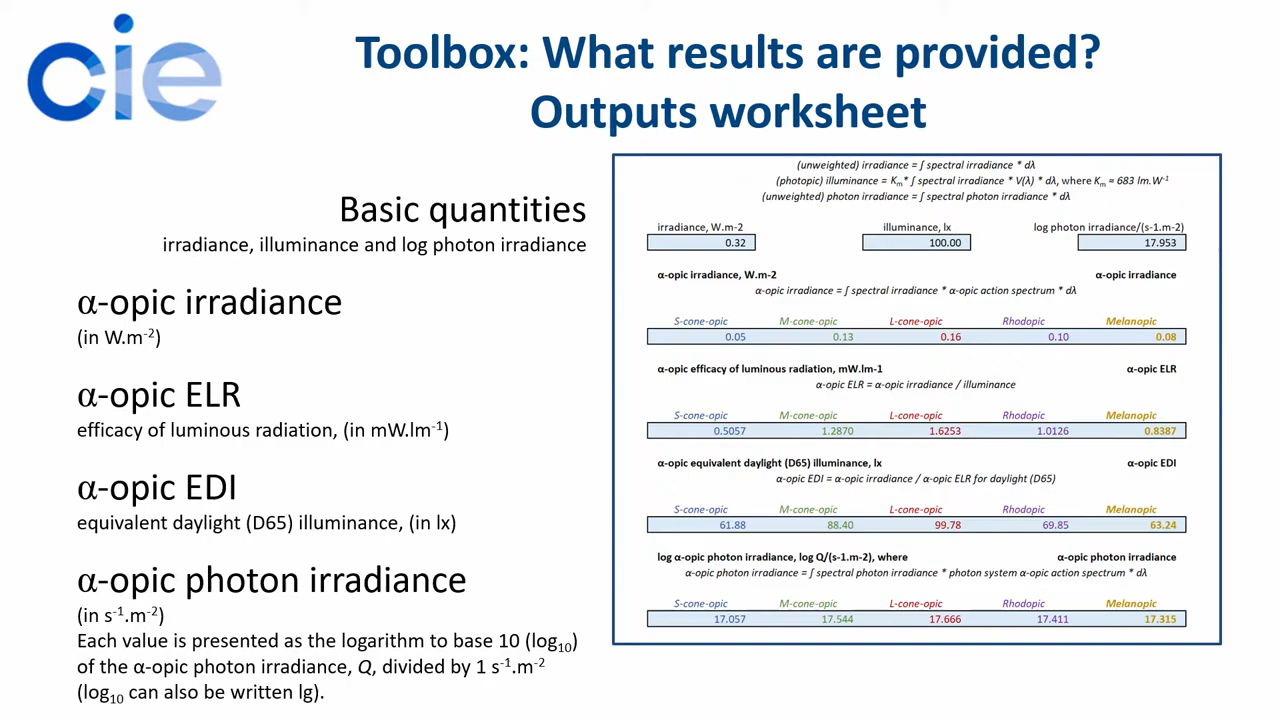 cie
Toolbox: What results are provided?
Outputs worksheet
Basic quantities
irradiance, illuminance and log photon irradiance
α-opic irradiance
(in W.m-2)
α-opic ELR
efficacy of luminous radiation, (in mW.lm-1)
α-opic EDI
equivalent daylight (D65) illuminance, (in lx)
α-opic photon irradiance
(in s-1.m-2)
Each value is presented as the logarithm to base 10 (log10)
of the α-opic photon irradiance, Q, divided by 1 s-1.m-2
(log10 can also be written lg).
(unweighted) irradiance = ∫ spectral irradiance * dλ
(photopic) illuminance = Km* ∫ spectral irradiance * V(λ) * dλ, where Km ≈ 683 lm.W-1
(unweighted) photon irradiance = ∫ spectral photon irradiance * dλ
irradiance, W.m-2 illuminance, lx log photon irradiance/(s-1.m-2)
0.32 100.00 17.953
α-opic irradiance, W.m-2 α-opic irradiance
α-opic irradiance = ∫ spectral irradiance * α-opic action spectrum * dλ
S-cone-opic M-cone-opic L-cone-opic Rhodopic Melanopic
0.05 0.13 0.16 0.10 0.08
α-opic efficacy of luminous radiation, mW.lm-1 α-opic ELR
α-opic ELR = α-opic irradiance / illuminance
S-cone-opic M-cone-opic L-cone-opic Rhodopic Melanopic
0.5057 1.2870 1.6253 1.0126 0.8387
α-opic equivalent daylight (D65) illuminance, lx α-opic EDI
α-opic EDI = α-opic irradiance / α-opic ELR for daylight (D65)
S-cone-opic M-cone-opic L-cone-opic Rhodopic Melanopic
61.88 88.40 99.78 69.85 63.24
log α-opic photon irradiance, log Q/(s-1.m-2), where α-opic photon irradiance
α-opic photon irradiance = ∫ spectral photon irradiance * photon system α-opic action spectrum * dλ
S-cone-opic M-cone-opic L-cone-opic Rhodopic Melanopic
17.057 17.544 17.666 17.411 17.315